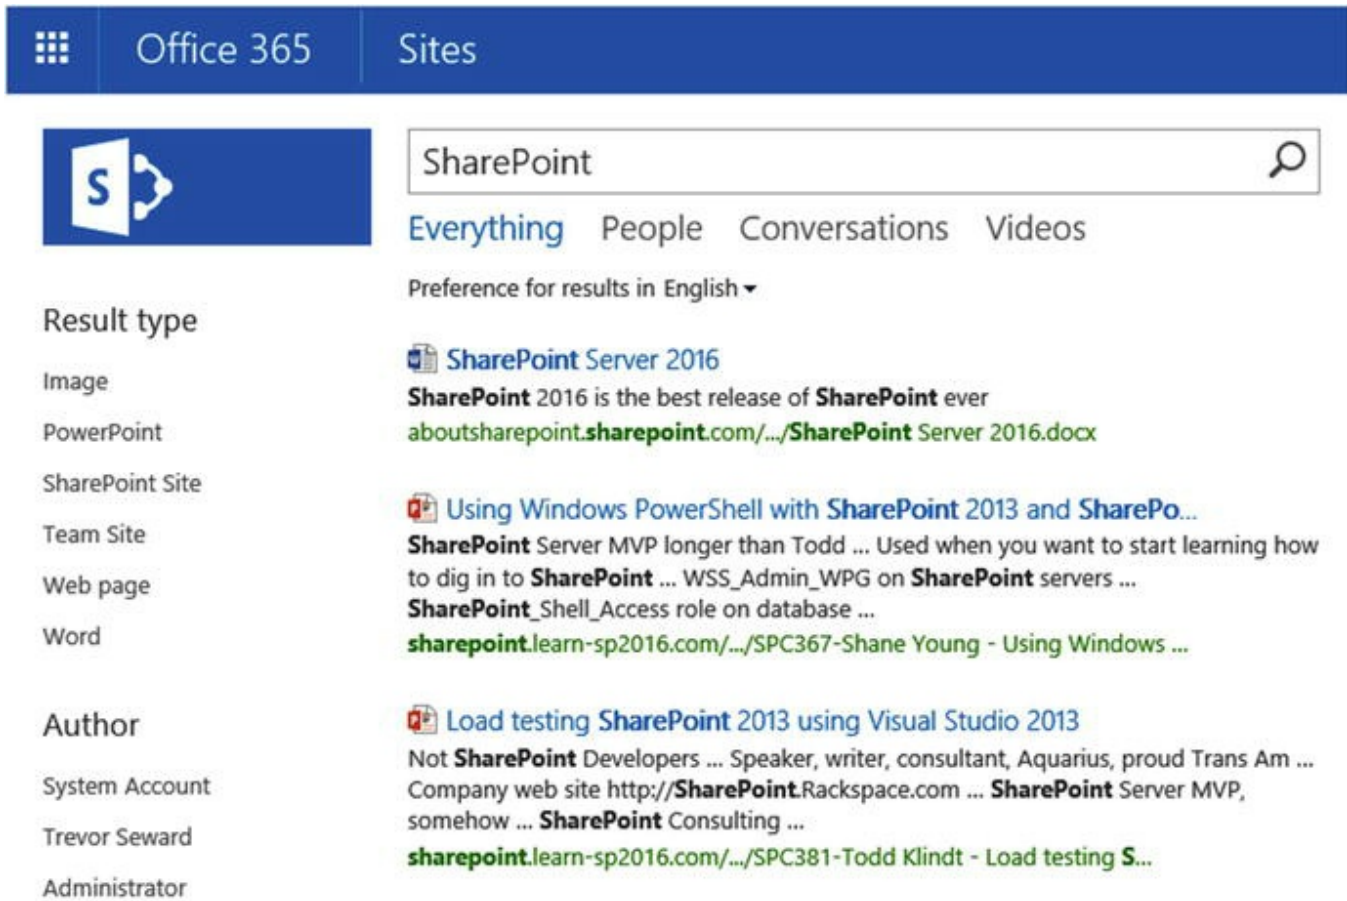 Office 365 Sites
S
SharePoint
Everything People Conversations Videos
Preference for results in English
Result type
Image
PowerPoint
SharePoint Site
Team Site
Web page
Word
Author
System Account
Trevor Seward
Administrator
SharePoint Server 2016
SharePoint 2016 is the best release of SharePoint ever
aboutsharepoint.sharepoint.com/.../SharePoint Server 2016.docx
Using Windows PowerShell with SharePoint 2013 and SharePo...
SharePoint Server MVP longer than Todd ... Used when you want to start learning how
to dig in to SharePoint ... WSS_Admin_WPG on SharePoint servers ...
SharePoint_Shell_Access role on database ...
sharepoint.learn-sp2016.com/.../SPC367-Shane Young - Using Windows ...
Load testing SharePoint 2013 using Visual Studio 2013
Not SharePoint Developers ... Speaker, writer, consultant, Aquarius, proud Trans Am ...
Company web site http://SharePoint.Rackspace.com ... SharePoint Server MVP,
somehow ... SharePoint Consulting ...
sharepoint.learn-sp2016.com/.../SPC381-Todd Klindt - Load testing S...